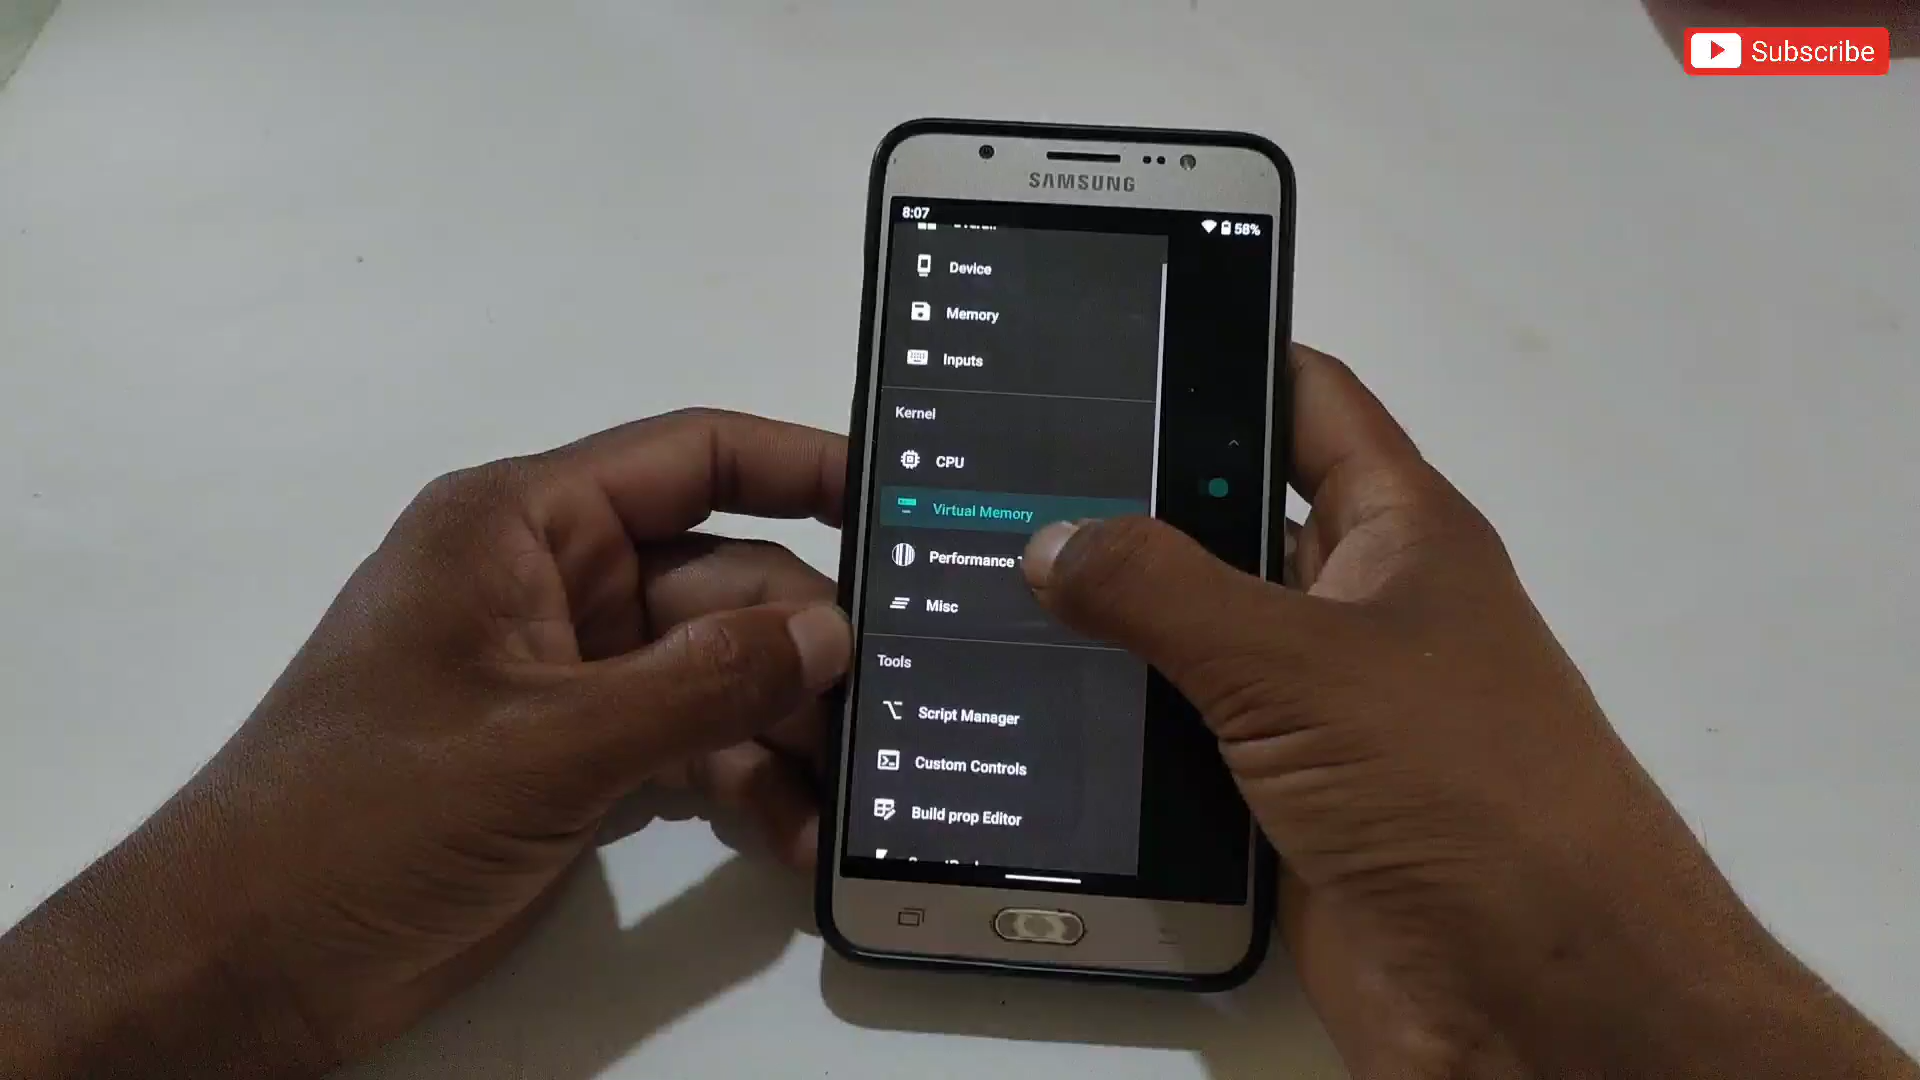 Subscribe
SAMSUNG
8:07
58%
Device
Memory
Inputs
Kernel
CPU
Virtual Memory
Performance
Misc
Tools
Script Manager
Custom Controls
Build prop Editor